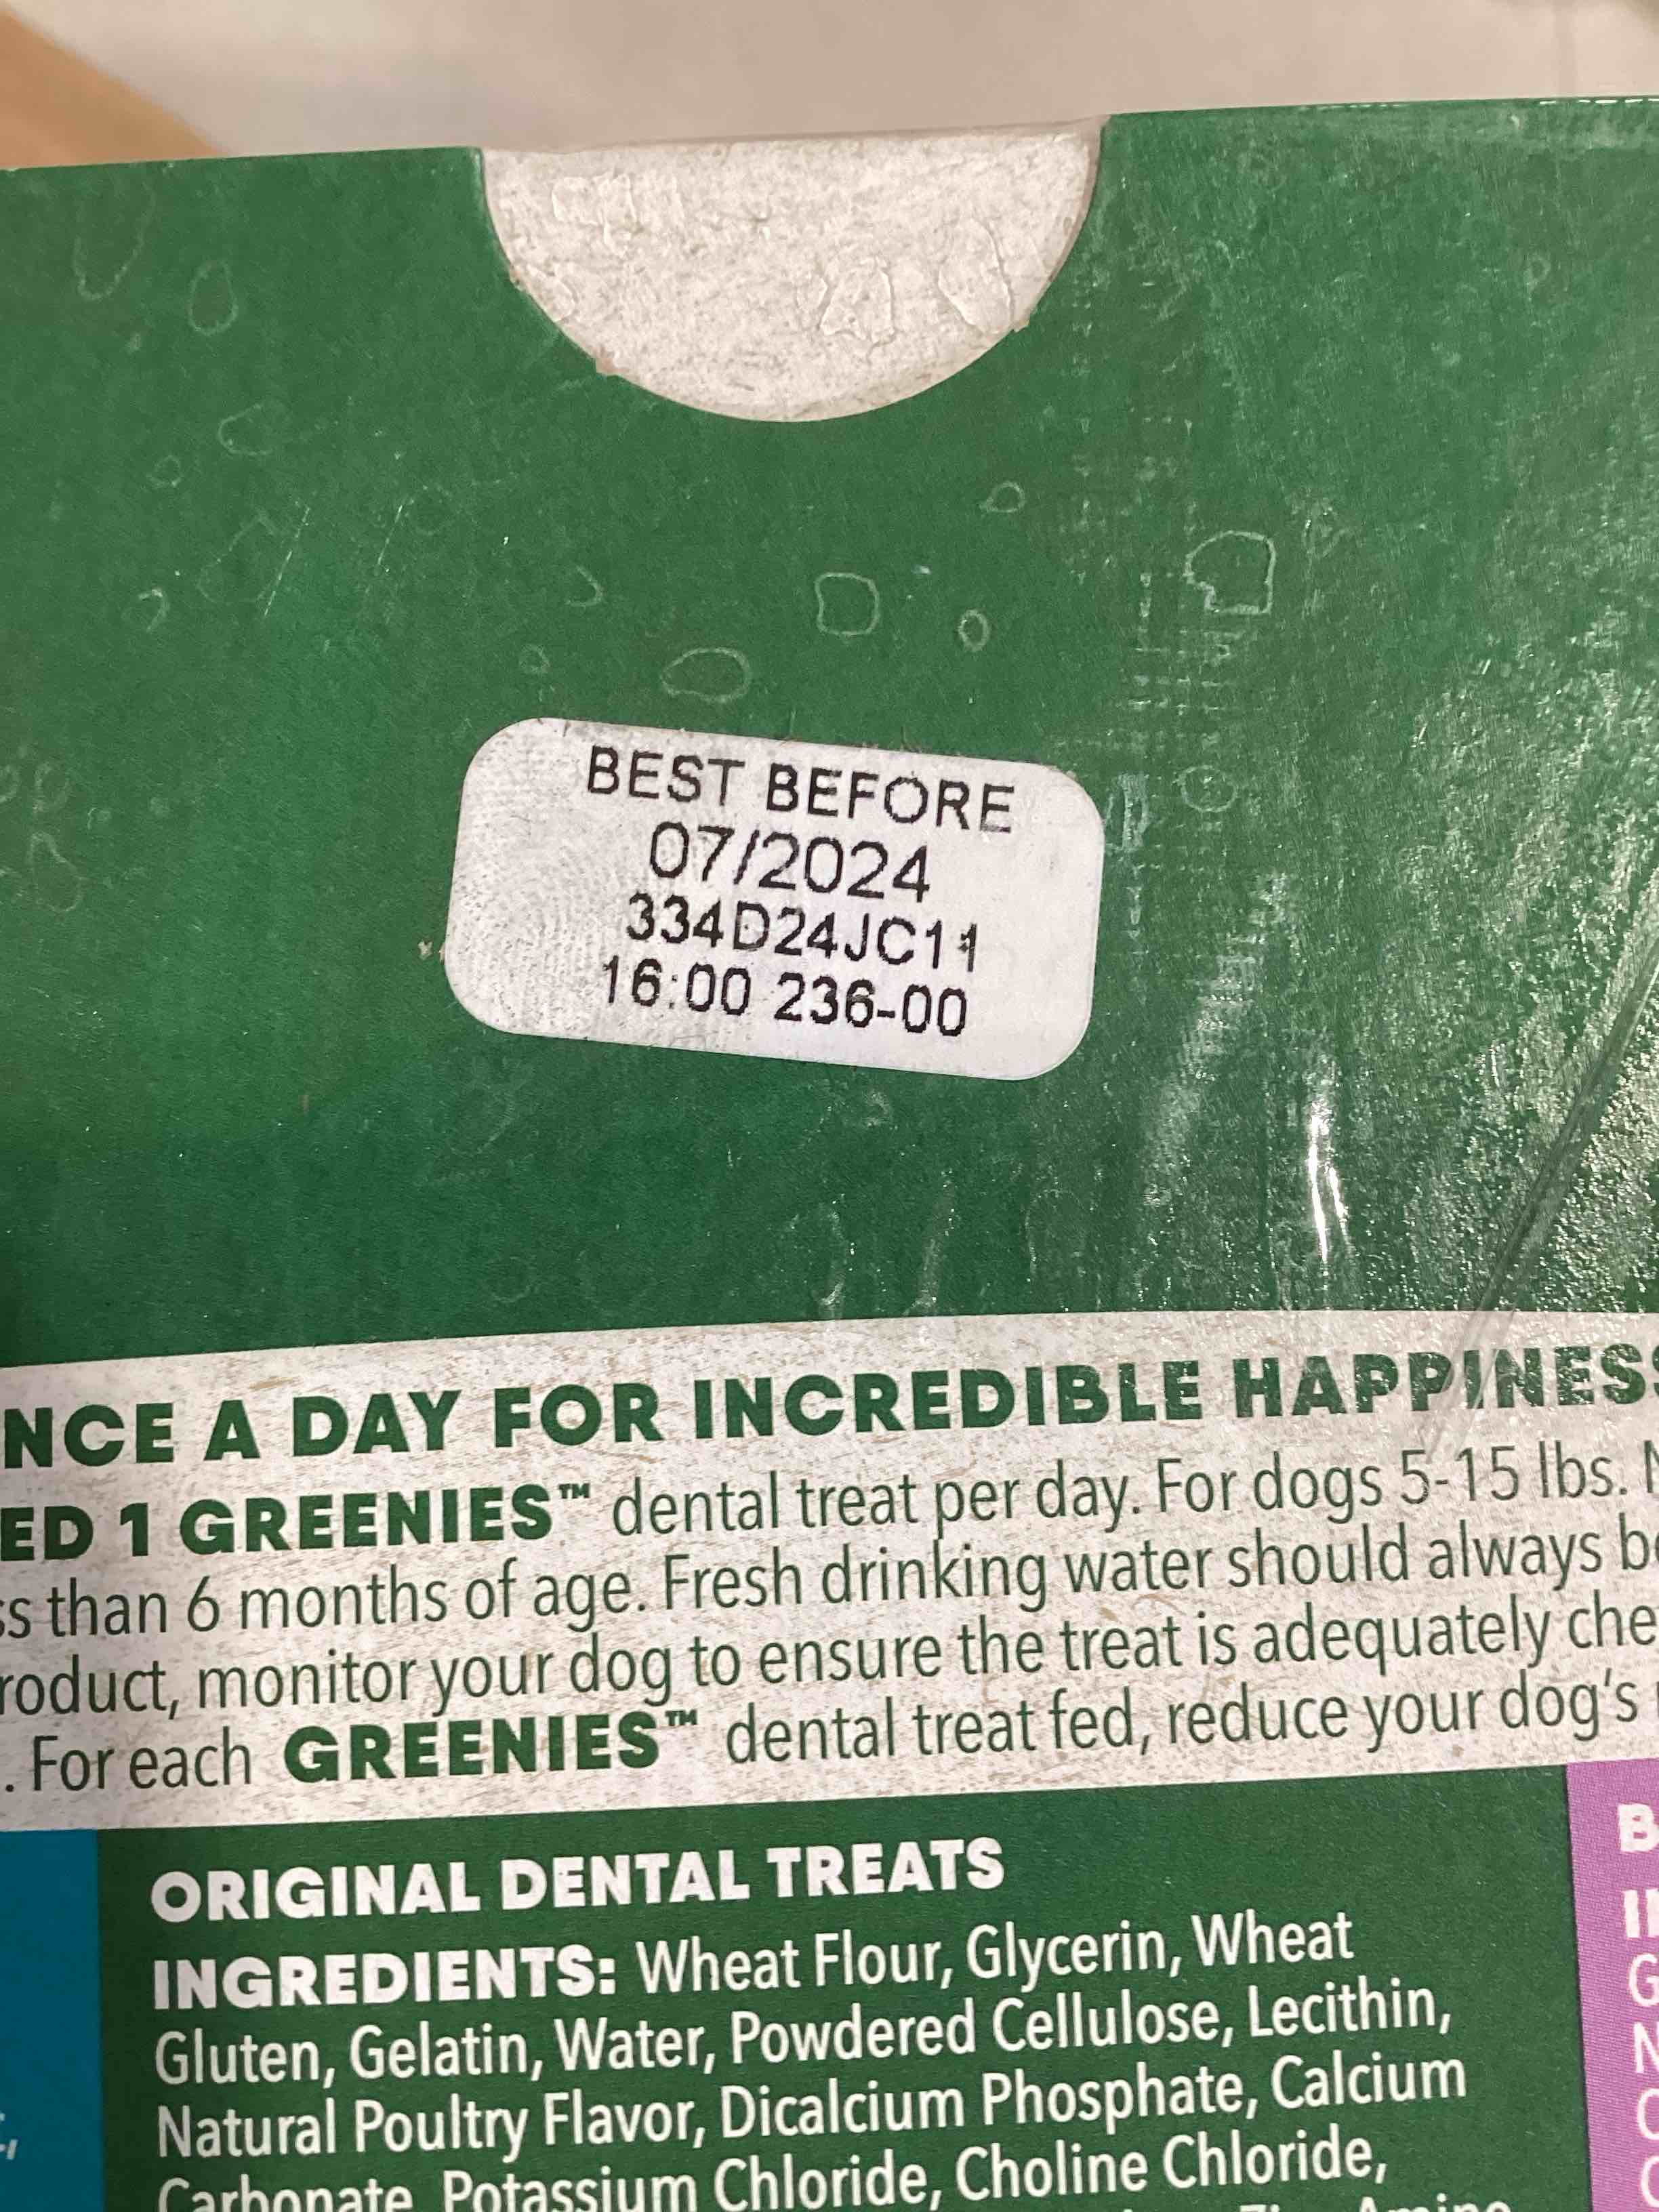 BEST BEFORE
07/2024
334D24JC11
16:00 236-00
NCE A DAY FOR INCREDIBLE HAPPINESS
ED 1 GREENIES™ dental treat per day. For dogs 5-15 lbs. N
ss than 6 months of age. Fresh drinking water should always be
roduct, monitor your dog to ensure the treat is adequately che
. For each GREENIES™ dental treat fed, reduce your dog's
ORIGINAL DENTAL TREATS
INGREDIENTS: Wheat Flour, Glycerin, Wheat
Gluten, Gelatin, Water, Powdered Cellulose, Lecithin,
Natural Poultry Flavor, Dicalcium Phosphate, Calcium
Carbonate, Potassium Chloride, Choline Chloride,